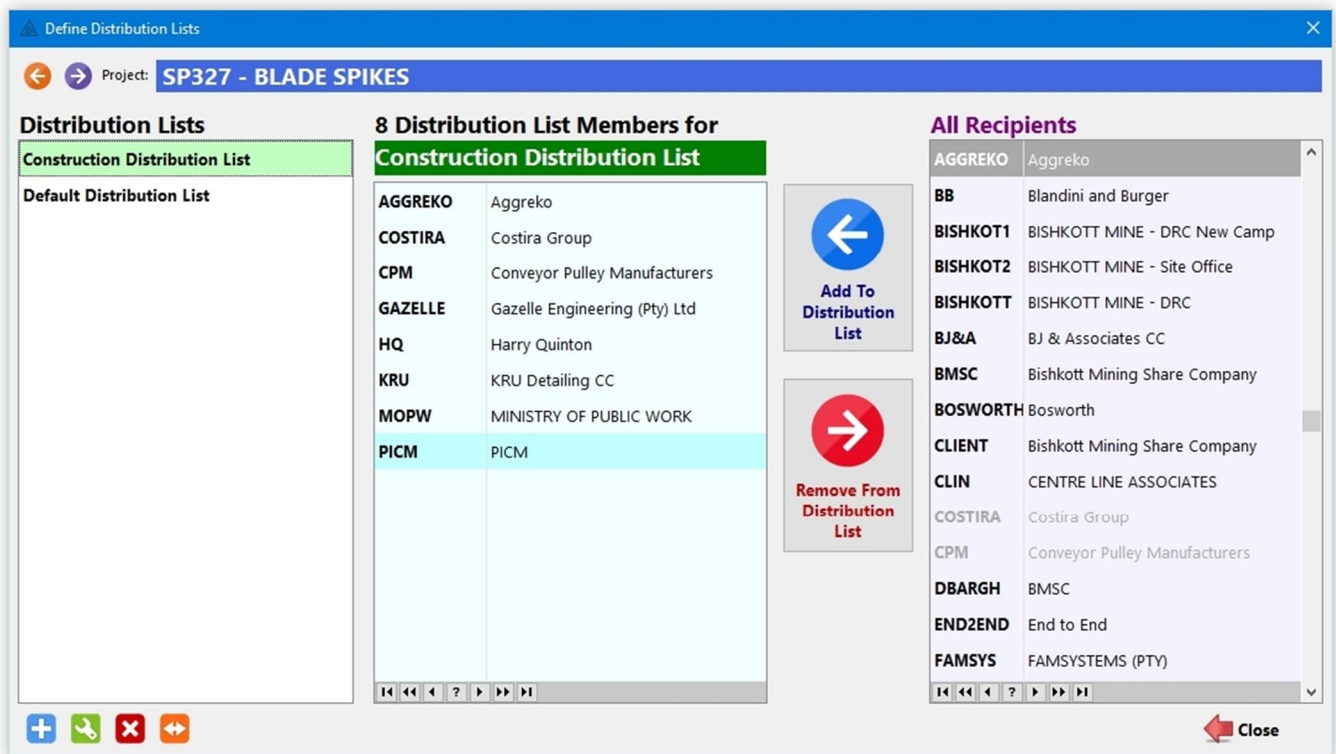 Define Distribution Lists
Project: SP327 - BLADE SPIKES
Distribution Lists
Construction Distribution List
Default Distribution List
8 Distribution List Members for
Construction Distribution List
AGGREKO Aggreko
COSTIRA Costira Group
CPM Conveyor Pulley Manufacturers
GAZELLE Gazelle Engineering (Pty) Ltd
HQ Harry Quinton
KRU KRU Detailing CC
MOPW MINISTRY OF PUBLIC WORK
PICM PICM
Add To
Distribution
List
Remove From
Distribution
List
All Recipients
AGGREKO Aggreko
BB Blandini and Burger
BISHKOT1 BISHKOTT MINE - DRC New Camp
BISHKOT2 BISHKOTT MINE - Site Office
BISHKOTT BISHKOTT MINE - DRC
BJ&A BJ & Associates CC
BMSC Bishkott Mining Share Company
BOSWORTH Bosworth
CLIENT Bishkott Mining Share Company
CLIN CENTRE LINE ASSOCIATES
COSTIRA Costira Group
CPM Conveyor Pulley Manufacturers
DBARGH BMSC
END2END End to End
FAMSYS FAMSYSTEMS (PTY)
?
?
Close